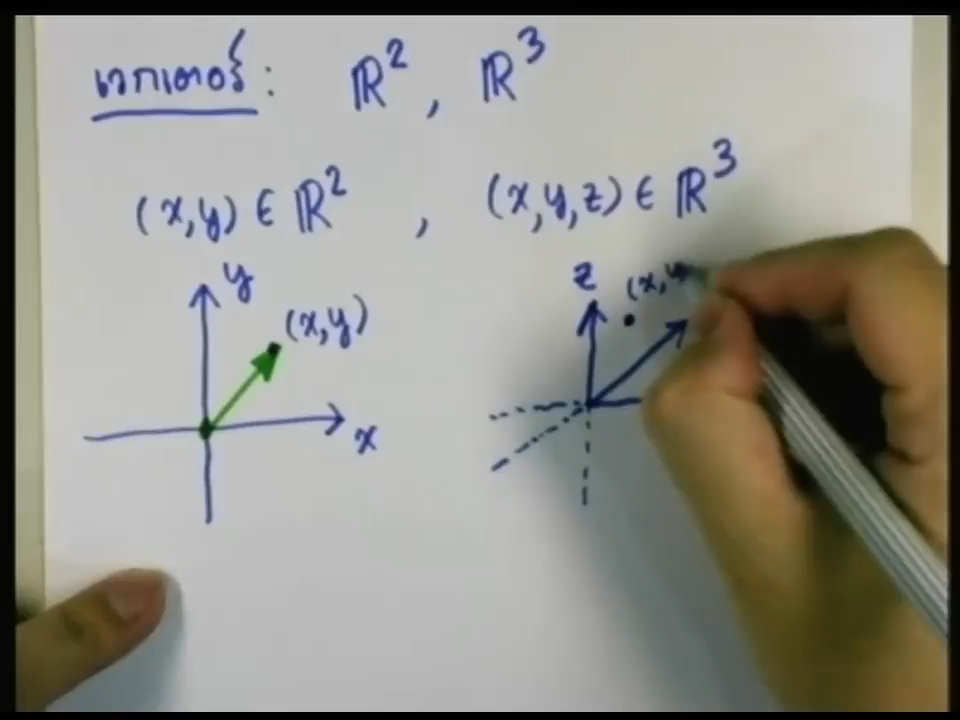 เวกเตอร์ : ℝ², ℝ³
(x,y) ∈ ℝ² , (x,y,z) ∈ ℝ³
y
(x,y)
x
z
(x,y